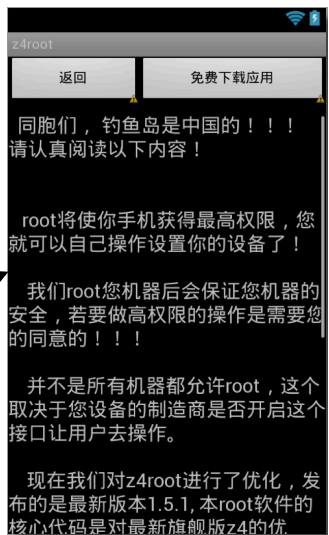 z4root
返回
免费下载应用
同胞们，钓鱼岛是中国的！！！
请认真阅读以下内容！
root将使你手机获得最高权限，您
就可以自己操作设置你的设备了！
我们root您机器后会保证您机器的
安全，若要做高权限的操作是需要您
的同意的！！！
并不是所有机器都允许root，这个
取决于您设备的制造商是否开启这个
接口让用户去操作。
现在我们对z4root进行了优化，发
布的是最新版本1.5.1,本root软件的
核心代码是对最新旗舰版z4的优